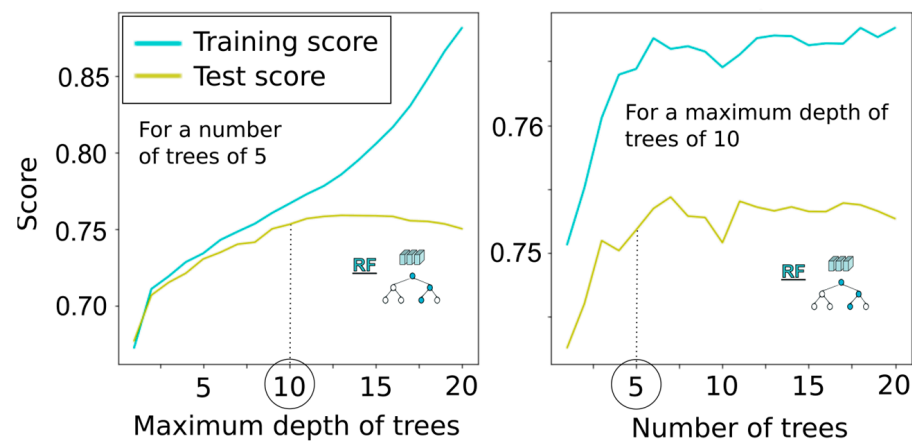 Training score
Test score
For a number
of trees of 5
Score
0.85
0.80
0.75
0.70
5
10
15
20
Maximum depth of trees
RF
For a maximum depth of
trees of 10
0.76
0.75
5
10
15
20
Number of trees
RF